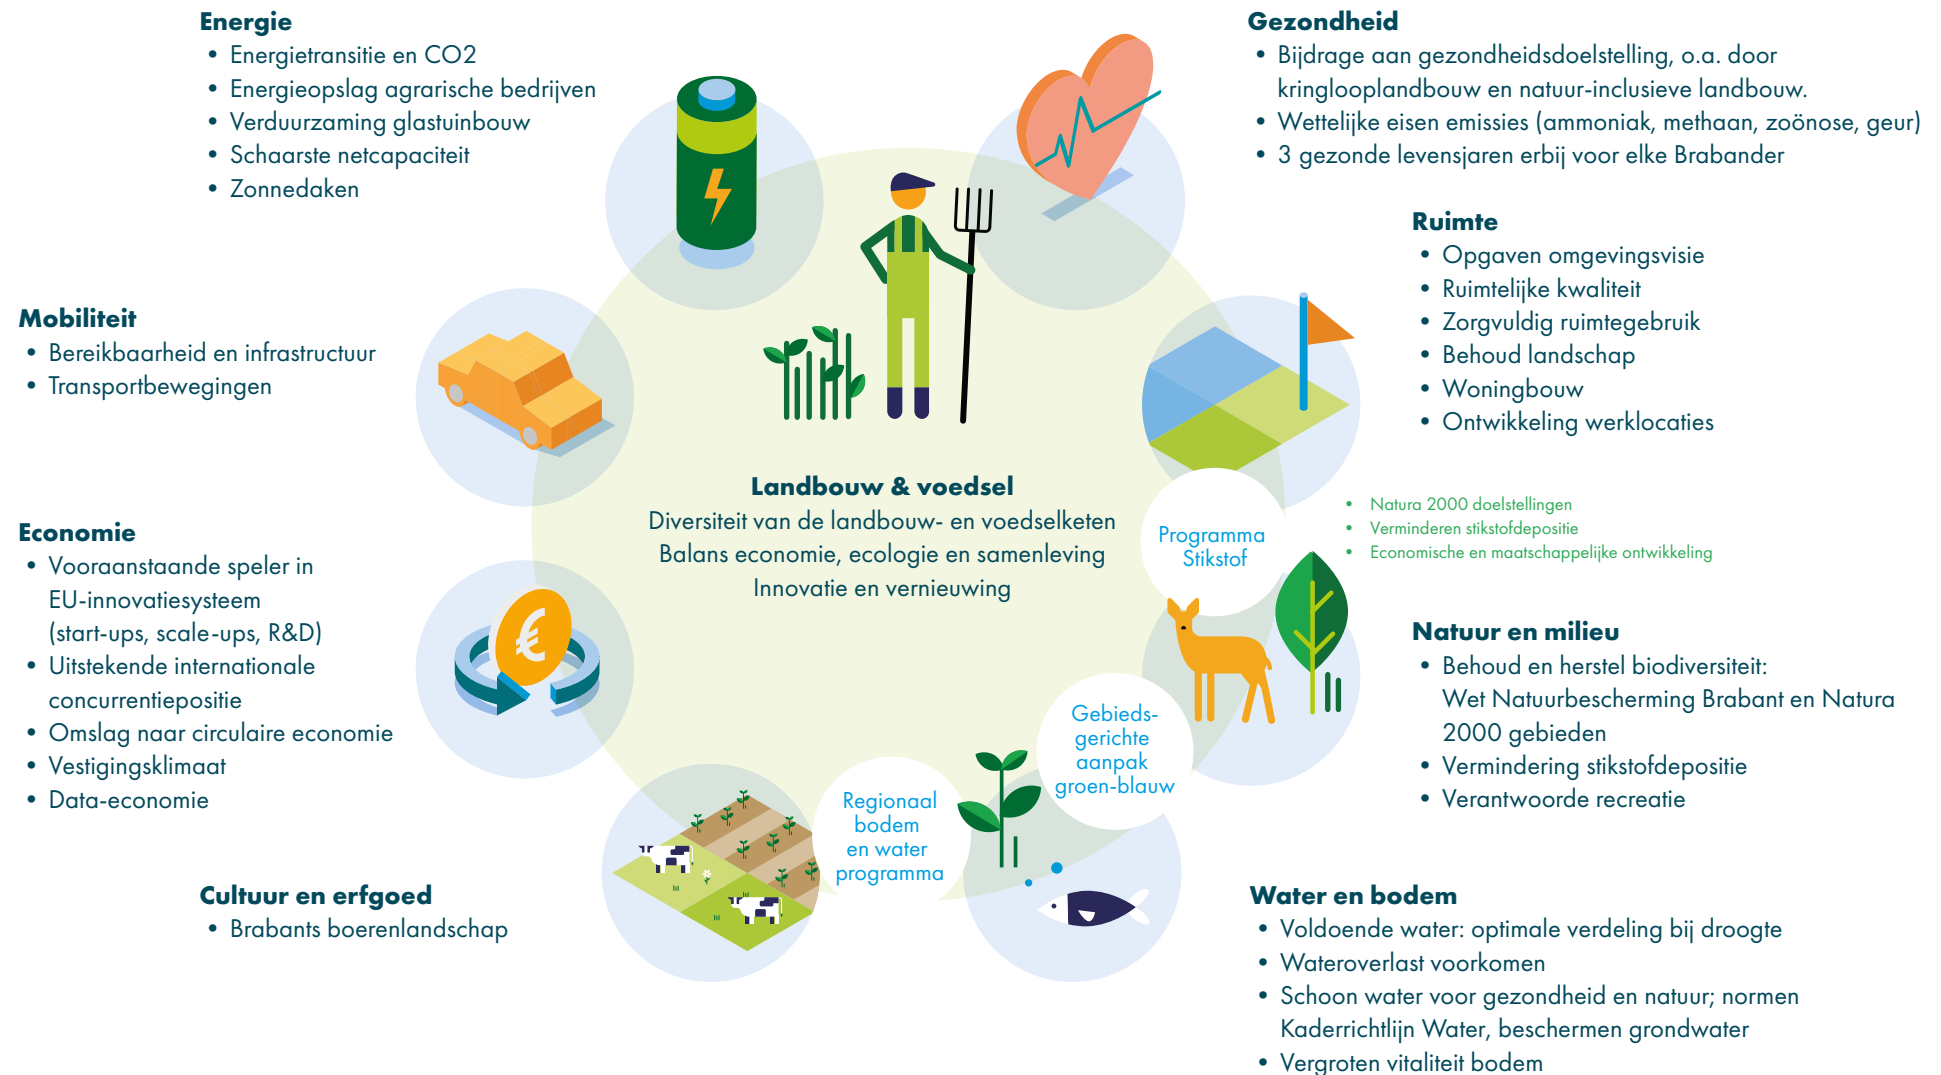 Energie
• Energietransitie en CO2
• Energieopslag agrarische bedrijven
• Verduurzaming glastuinbouw
• Schaarste netcapaciteit
• Zonnedaken
Gezondheid
• Bijdrage aan gezondheidsdoelstelling, o.a. door
kringlooplandbouw en natuur-inclusieve landbouw.
• Wettelijke eisen emissies (ammoniak, methaan, zoönose, geur)
• 3 gezonde levensjaren erbij voor elke Brabander
Ruimte
• Opgaven omgevingsvisie
• Ruimtelijke kwaliteit
• Zorgvuldig ruimtegebruik
• Behoud landschap
• Woningbouw
• Ontwikkeling werklocaties
Mobiliteit
• Bereikbaarheid en infrastructuur
• Transportbewegingen
Landbouw & voedsel
Diversiteit van de landbouw- en voedselketen
Balans economie, ecologie en samenleving
Innovatie en vernieuwing
Programma
Stikstof
• Natura 2000 doelstellingen
• Verminderen stikstofdepositie
• Economische en maatschappelijke ontwikkeling
Economie
• Vooraanstaande speler in
EU-innovatiesysteem
(start-ups, scale-ups, R&D)
• Uitstekende internationale
concurrentiepositie
• Omslag naar circulaire economie
• Vestigingsklimaat
• Data-economie
€
Natuur en milieu
• Behoud en herstel biodiversiteit:
Wet Natuurbescherming Brabant en Natura
2000 gebieden
• Vermindering stikstofdepositie
• Verantwoorde recreatie
Gebieds-
gerichte
aanpak
groen-blauw
Regionaal
bodem
en water
programma
Cultuur en erfgoed
• Brabants boerenlandschap
Water en bodem
• Voldoende water: optimale verdeling bij droogte
• Wateroverlast voorkomen
• Schoon water voor gezondheid en natuur; normen
Kaderrichtlijn Water, beschermen grondwater
• Vergroten vitaliteit bodem